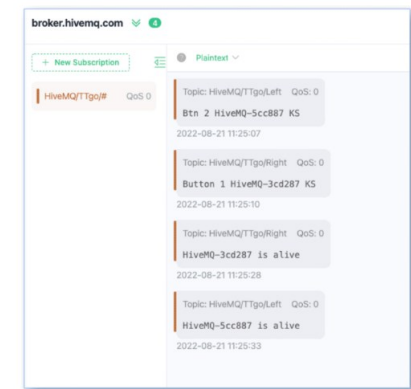 broker.hivemq.com 4
+ New Subscription
Plaintext
HiveMQ/TTgo/# QoS 0
Topic: HiveMQ/TTgo/Left QoS: 0
Btn 2 HiveMQ-5cc887 KS
2022-08-21 11:25:07
Topic: HiveMQ/TTgo/Right QoS: 0
Button 1 HiveMQ-3cd287 KS
2022-08-21 11:25:10
Topic: HiveMQ/TTgo/Right QoS: 0
HiveMQ-3cd287 is alive
2022-08-21 11:25:28
Topic: HiveMQ/TTgo/Left QoS: 0
HiveMQ-5cc887 is alive
2022-08-21 11:25:33